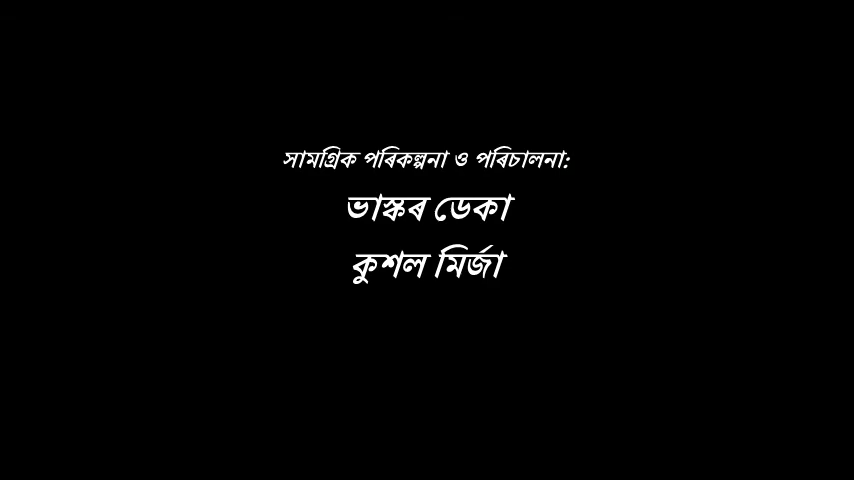 সামগ্ৰিক পৰিকল্পনা ও পৰিচালনা:
ভাস্কৰ ডেকা
কুশল মিৰ্জা